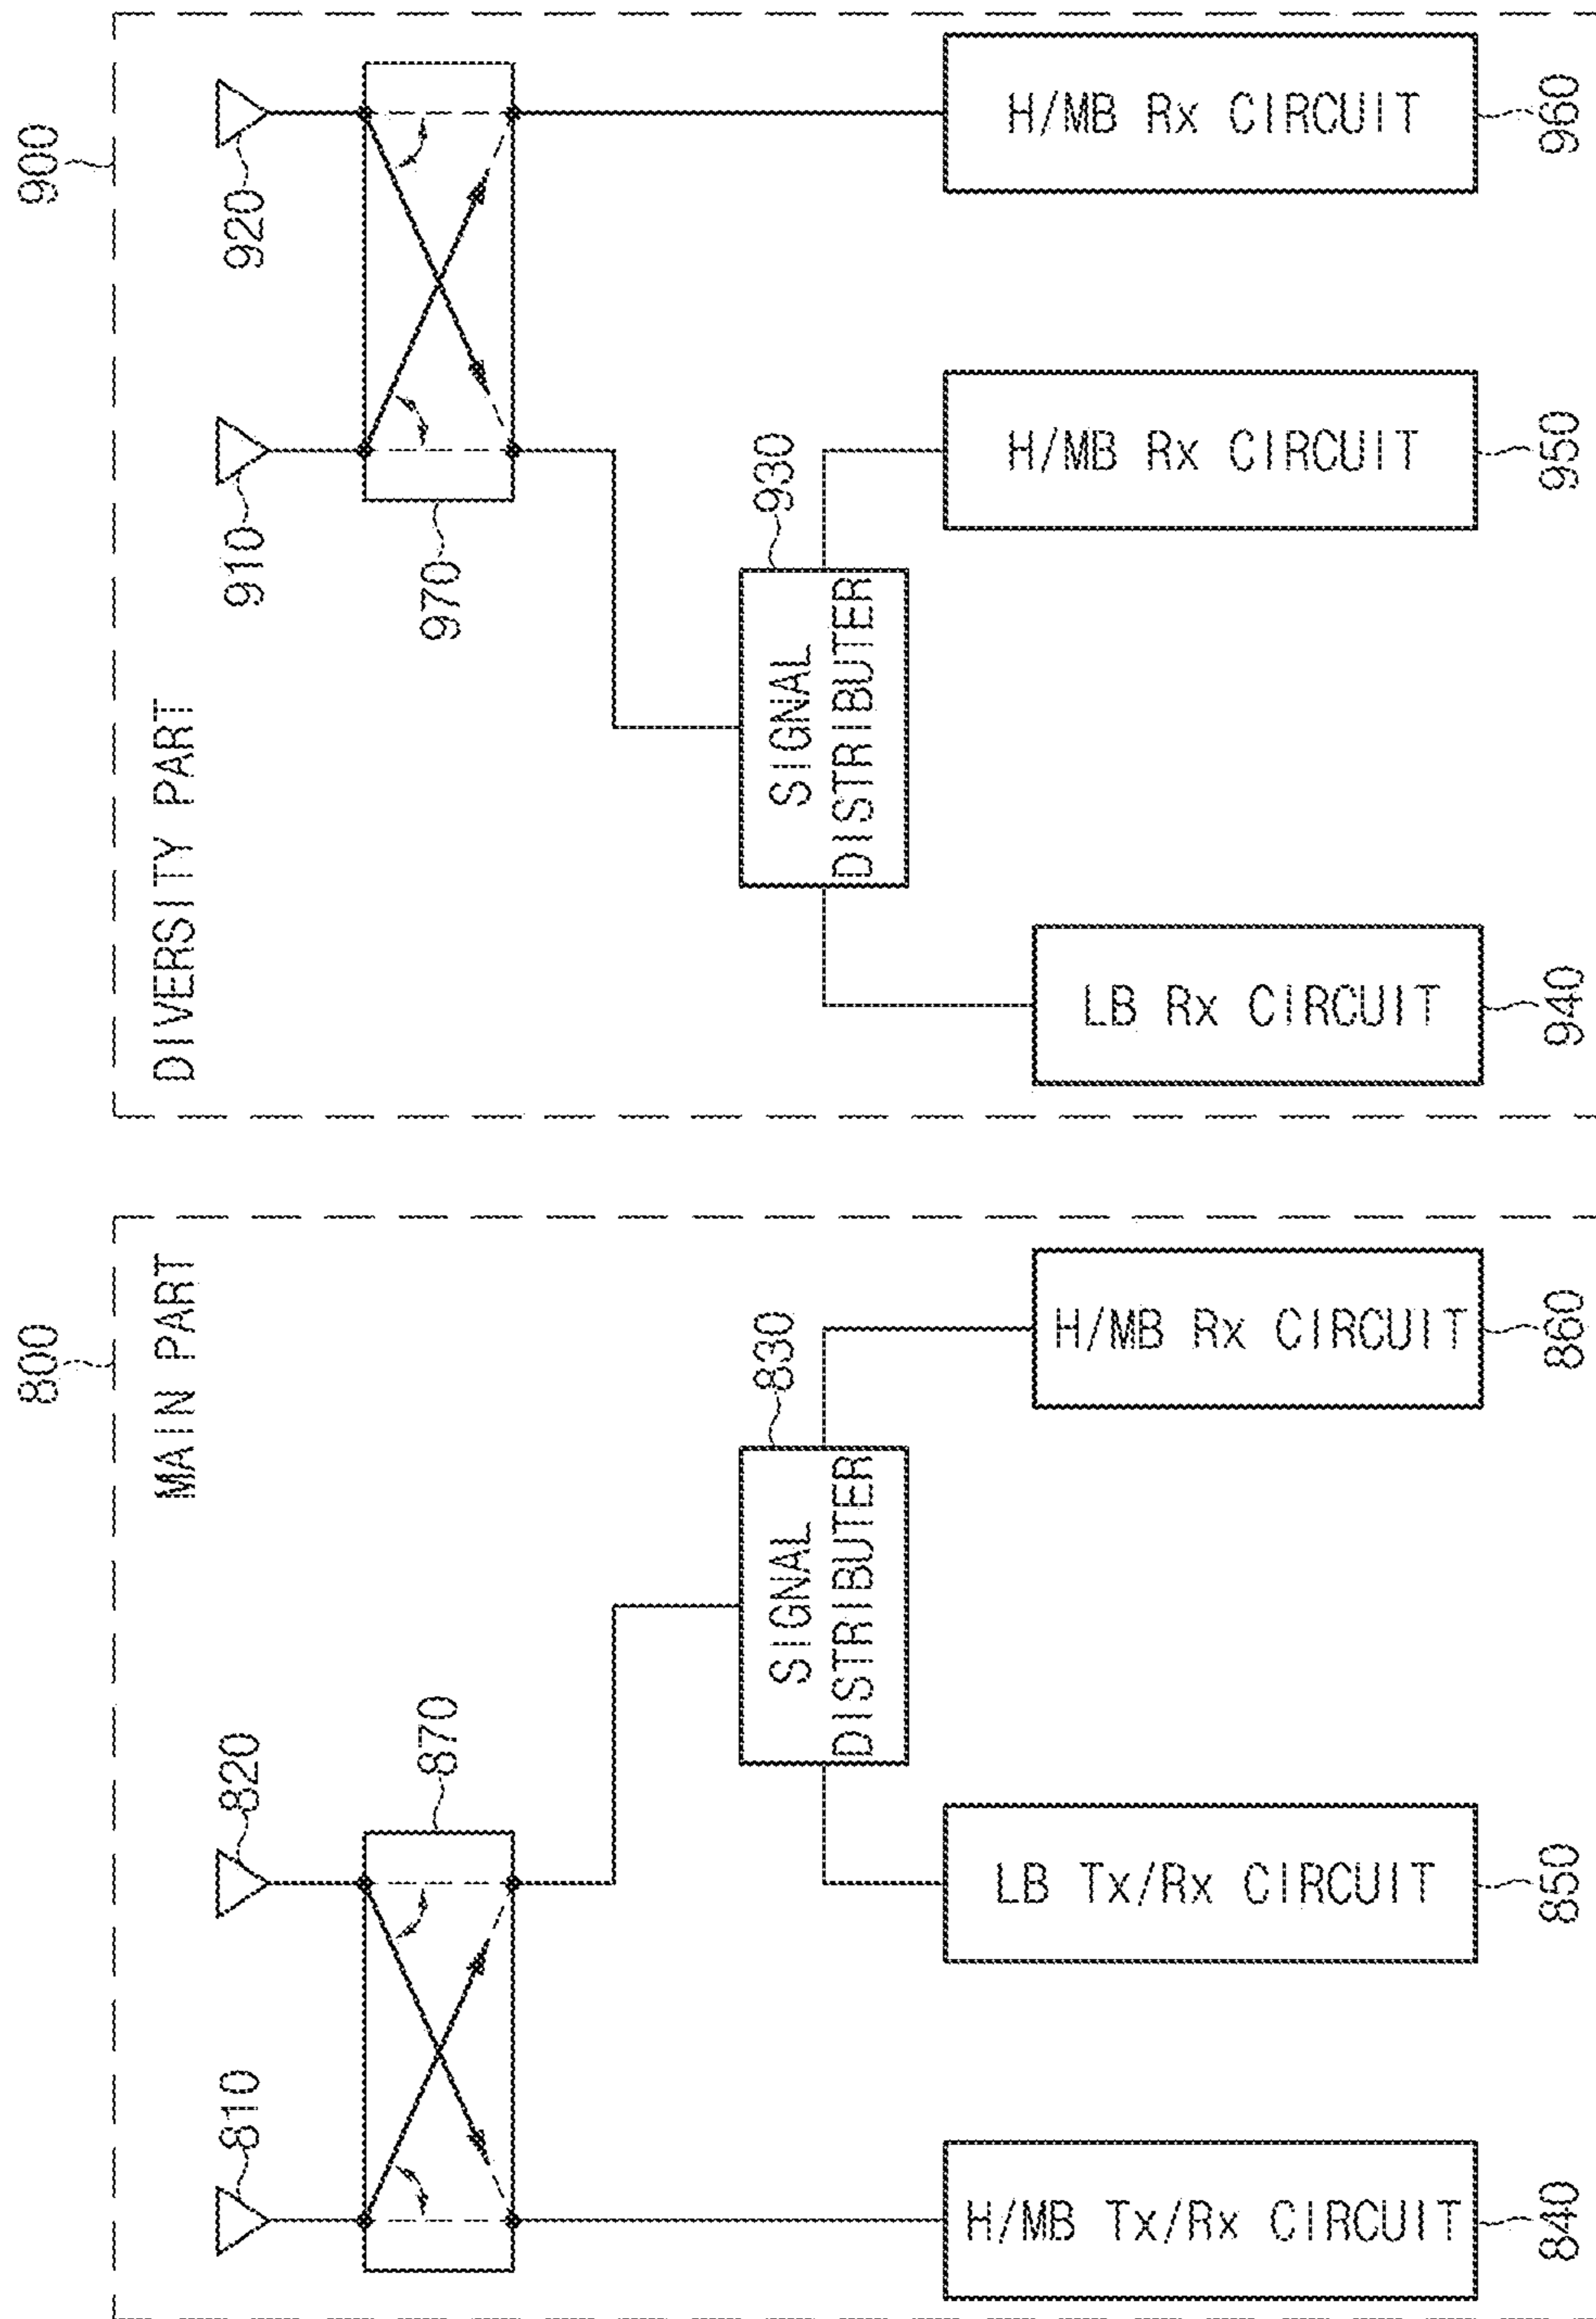 800
MAIN PART
810
820
870
SIGNAL
DISTRIBUTER
830
H/MB Tx/Rx CIRCUIT
LB Tx/Rx CIRCUIT
H/MB Rx CIRCUIT
840
850
860
900
DIVERSITY PART
910
920
970
SIGNAL
DISTRIBUTER
930
LB Rx CIRCUIT
H/MB Rx CIRCUIT
H/MB Rx CIRCUIT
940
950
960